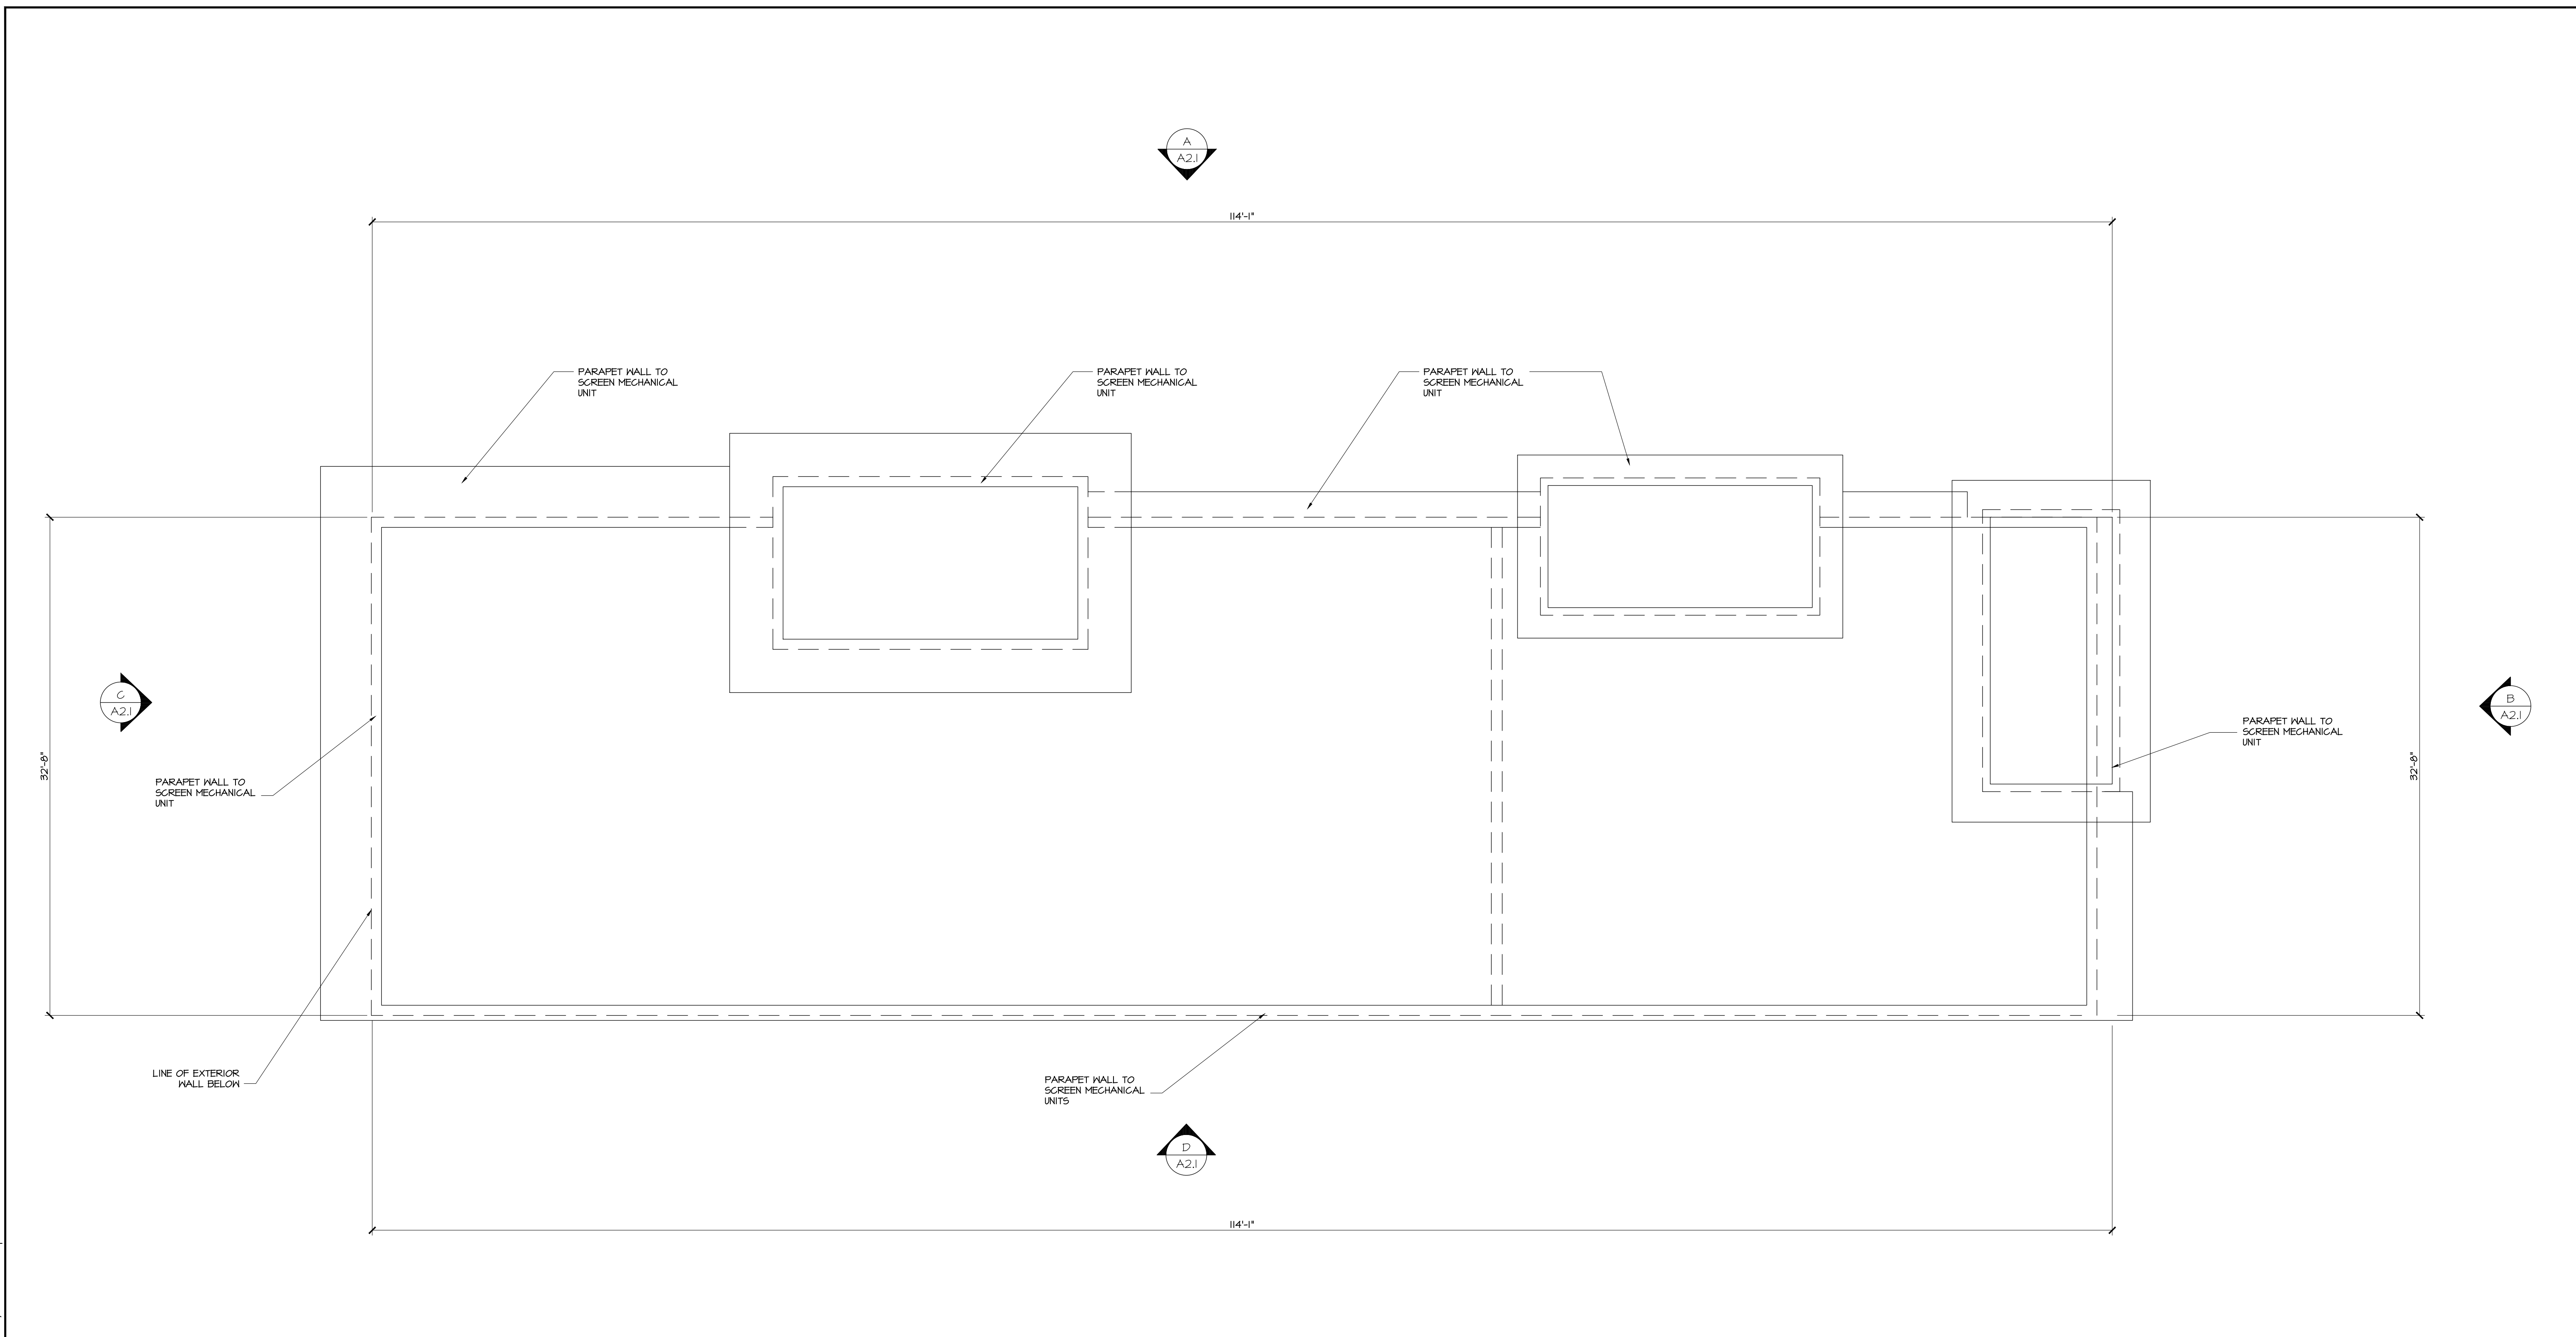 A
A2.1
114'-1"
PARAPET WALL TO
SCREEN MECHANICAL
UNIT
PARAPET WALL TO
SCREEN MECHANICAL
UNIT
PARAPET WALL TO
SCREEN MECHANICAL
UNIT
C
A2.1
B
A2.1
32'-8"
PARAPET WALL TO
SCREEN MECHANICAL
UNIT
PARAPET WALL TO
SCREEN MECHANICAL
UNIT
32'-8"
LINE OF EXTERIOR
WALL BELOW
PARAPET WALL TO
SCREEN MECHANICAL
UNITS
D
A2.1
114'-1"